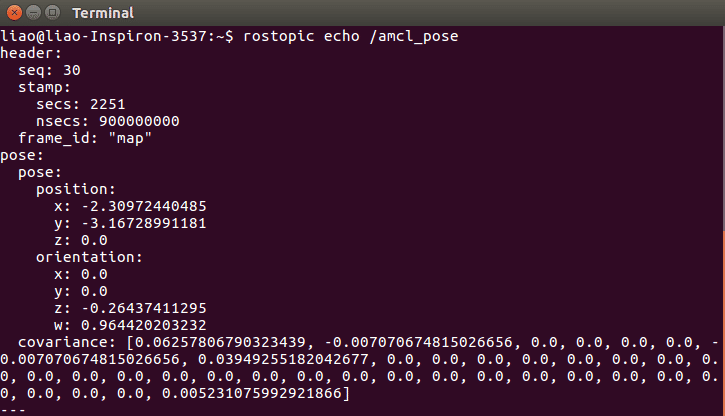 Terminal
liao@liao-Inspiron-3537:~$ rostopic echo /amcl_pose
header:
  seq: 30
  stamp:
    secs: 2251
    nsecs: 900000000
  frame_id: "map"
pose:
  pose:
    position:
      x: -2.30972440485
      y: -3.16728991181
      z: 0.0
    orientation:
      x: 0.0
      y: 0.0
      z: -0.26437411295
      w: 0.964420203232
  covariance: [0.06257806790323439, -0.007070674815026656, 0.0, 0.0, 0.0, 0.0, -
0.007070674815026656, 0.03949255182042677, 0.0, 0.0, 0.0, 0.0, 0.0, 0.0, 0.0, 0.
0, 0.0, 0.0, 0.0, 0.0, 0.0, 0.0, 0.0, 0.0, 0.0, 0.0, 0.0, 0.0, 0.0, 0.0, 0.0, 0.
0, 0.0, 0.0, 0.0, 0.005231075992921866]
---